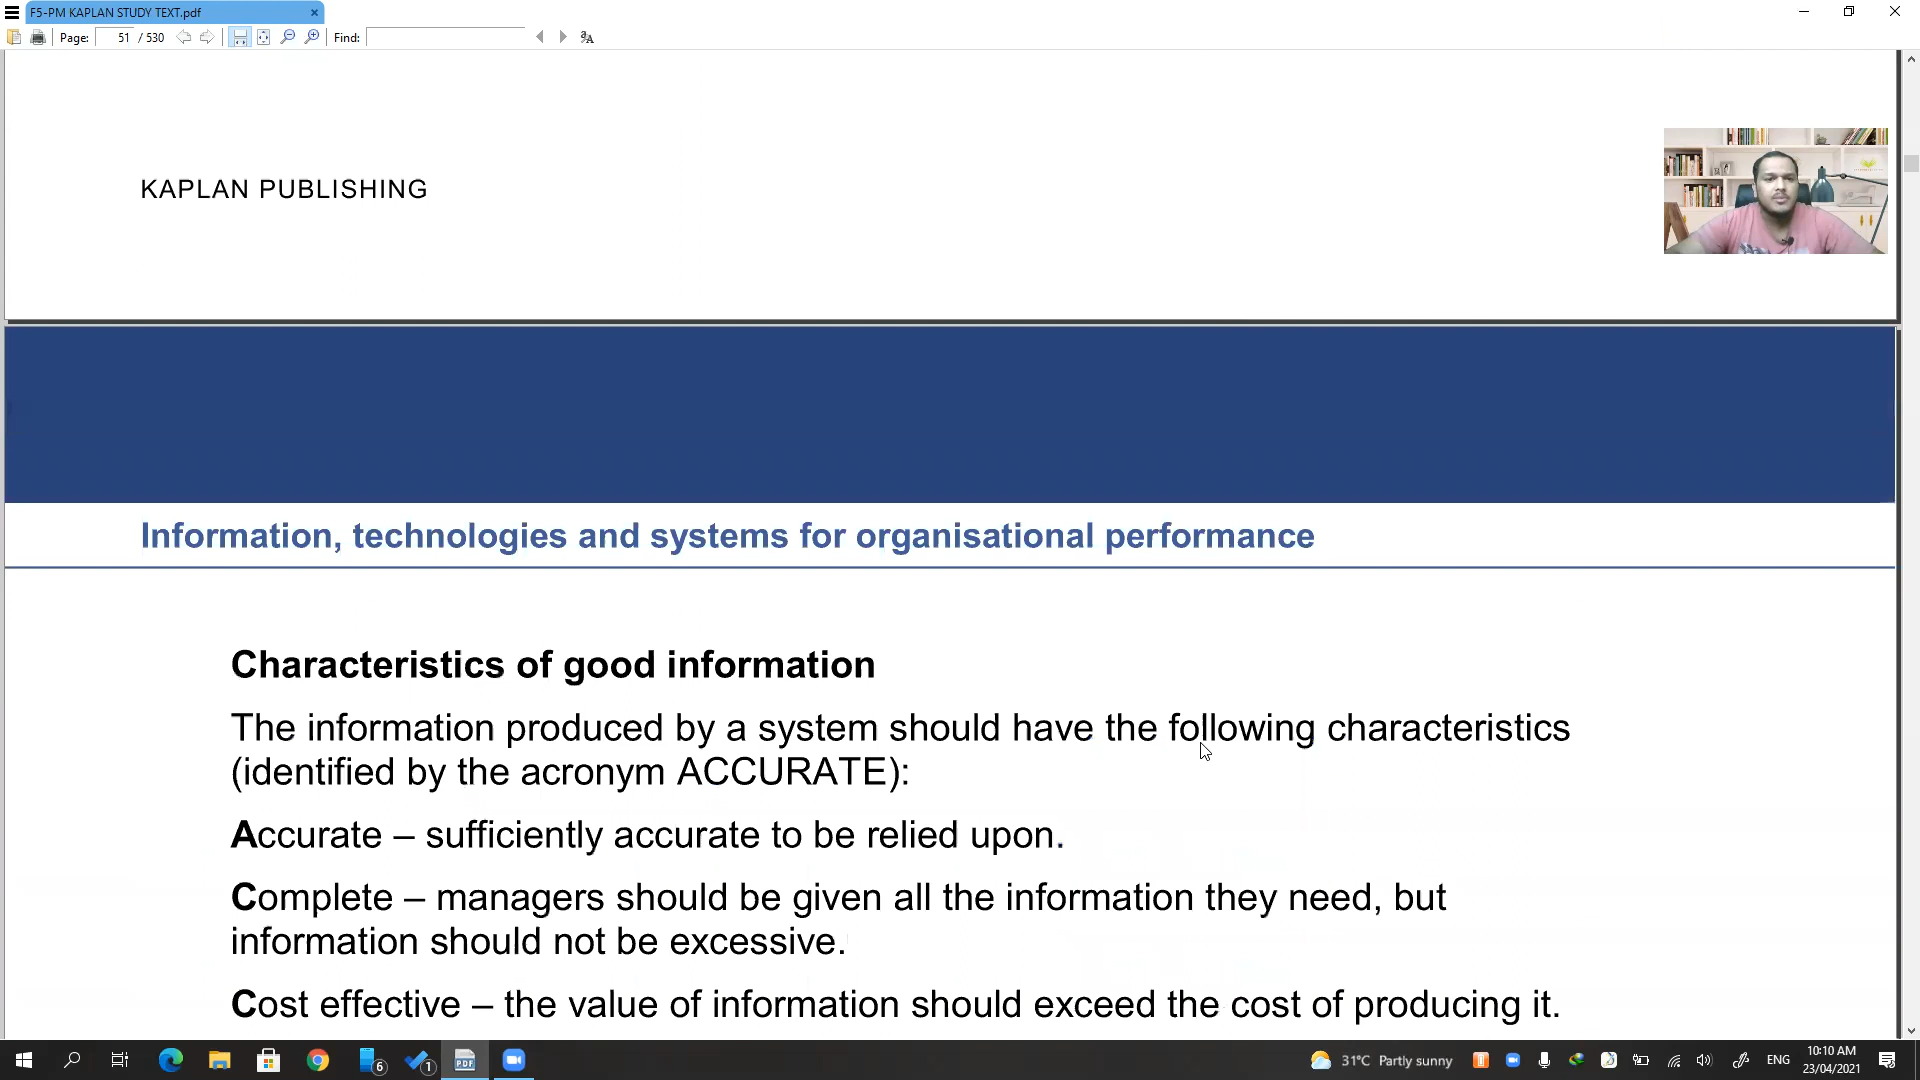 F5-PM KAPLAN STUDY TEXT.pdf
Page: 51 / 530 Find:
KAPLAN PUBLISHING
Information, technologies and systems for organisational performance
Characteristics of good information
The information produced by a system should have the following characteristics
(identified by the acronym ACCURATE):
Accurate – sufficiently accurate to be relied upon.
Complete – managers should be given all the information they need, but
information should not be excessive.
Cost effective – the value of information should exceed the cost of producing it.
6
1
PDF
31°C Partly sunny
ENG
10:10 AM
23/04/2021